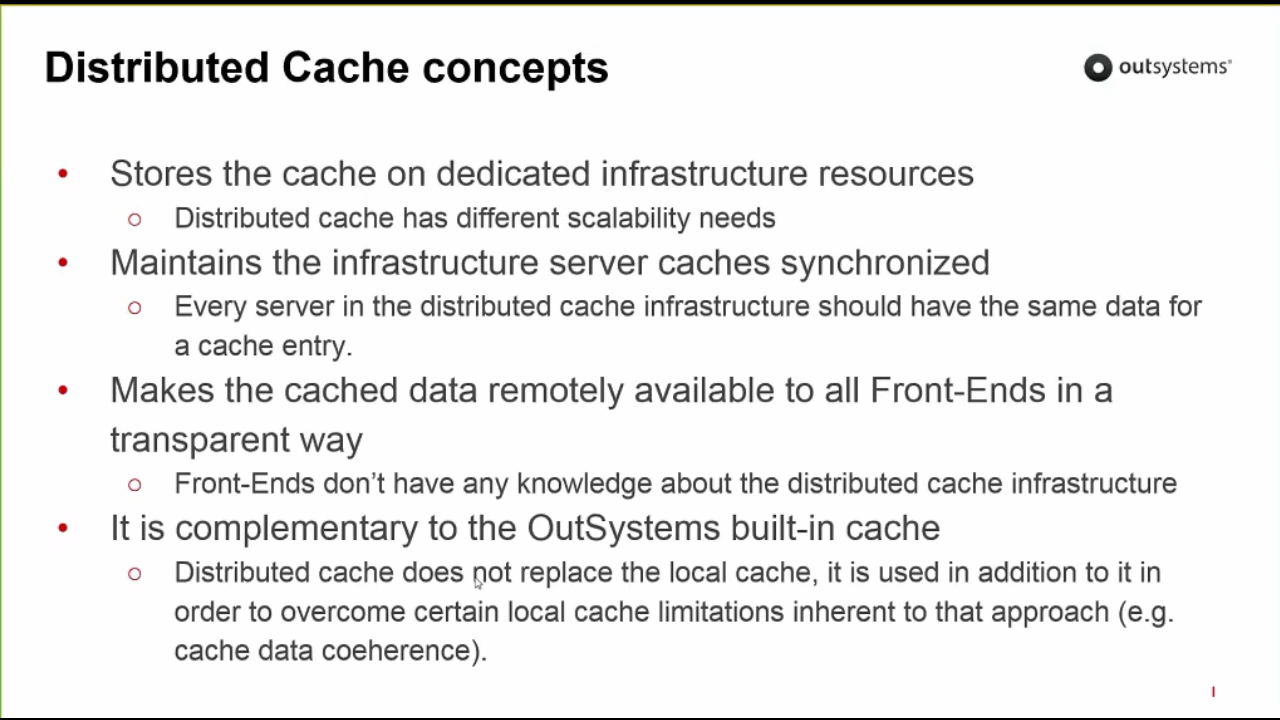 Distributed Cache concepts
outsystems®
• Stores the cache on dedicated infrastructure resources
○ Distributed cache has different scalability needs
• Maintains the infrastructure server caches synchronized
○ Every server in the distributed cache infrastructure should have the same data for
a cache entry.
• Makes the cached data remotely available to all Front-Ends in a
transparent way
○ Front-Ends don’t have any knowledge about the distributed cache infrastructure
• It is complementary to the OutSystems built-in cache
○ Distributed cache does not replace the local cache, it is used in addition to it in
order to overcome certain local cache limitations inherent to that approach (e.g.
cache data coeherence).
I